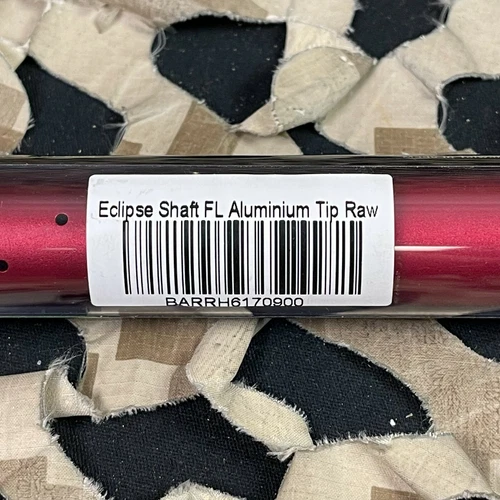 Eclipse Shaft FL Aluminium Tip Raw
BARRH6170900